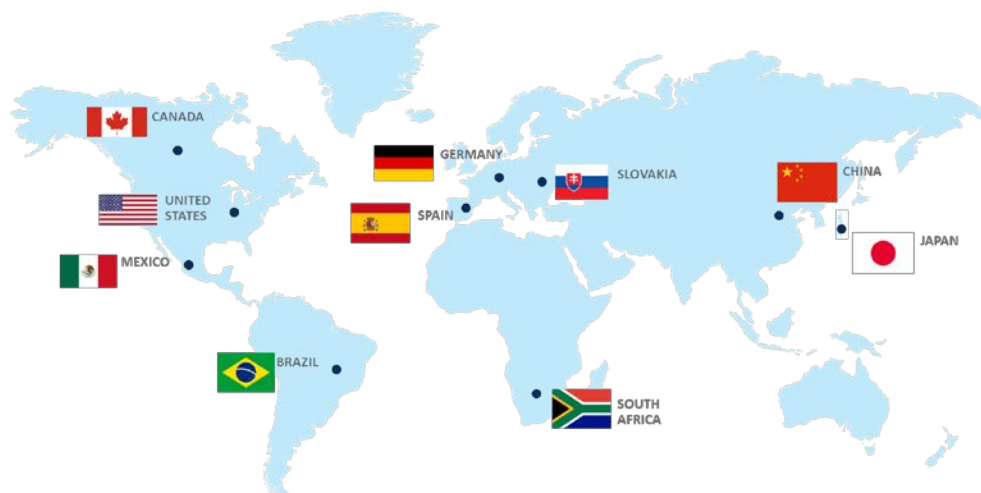 CANADA
GERMANY
SLOVAKIA
CHINA
UNITED
STATES
SPAIN
JAPAN
MEXICO
BRAZIL
SOUTH
AFRICA